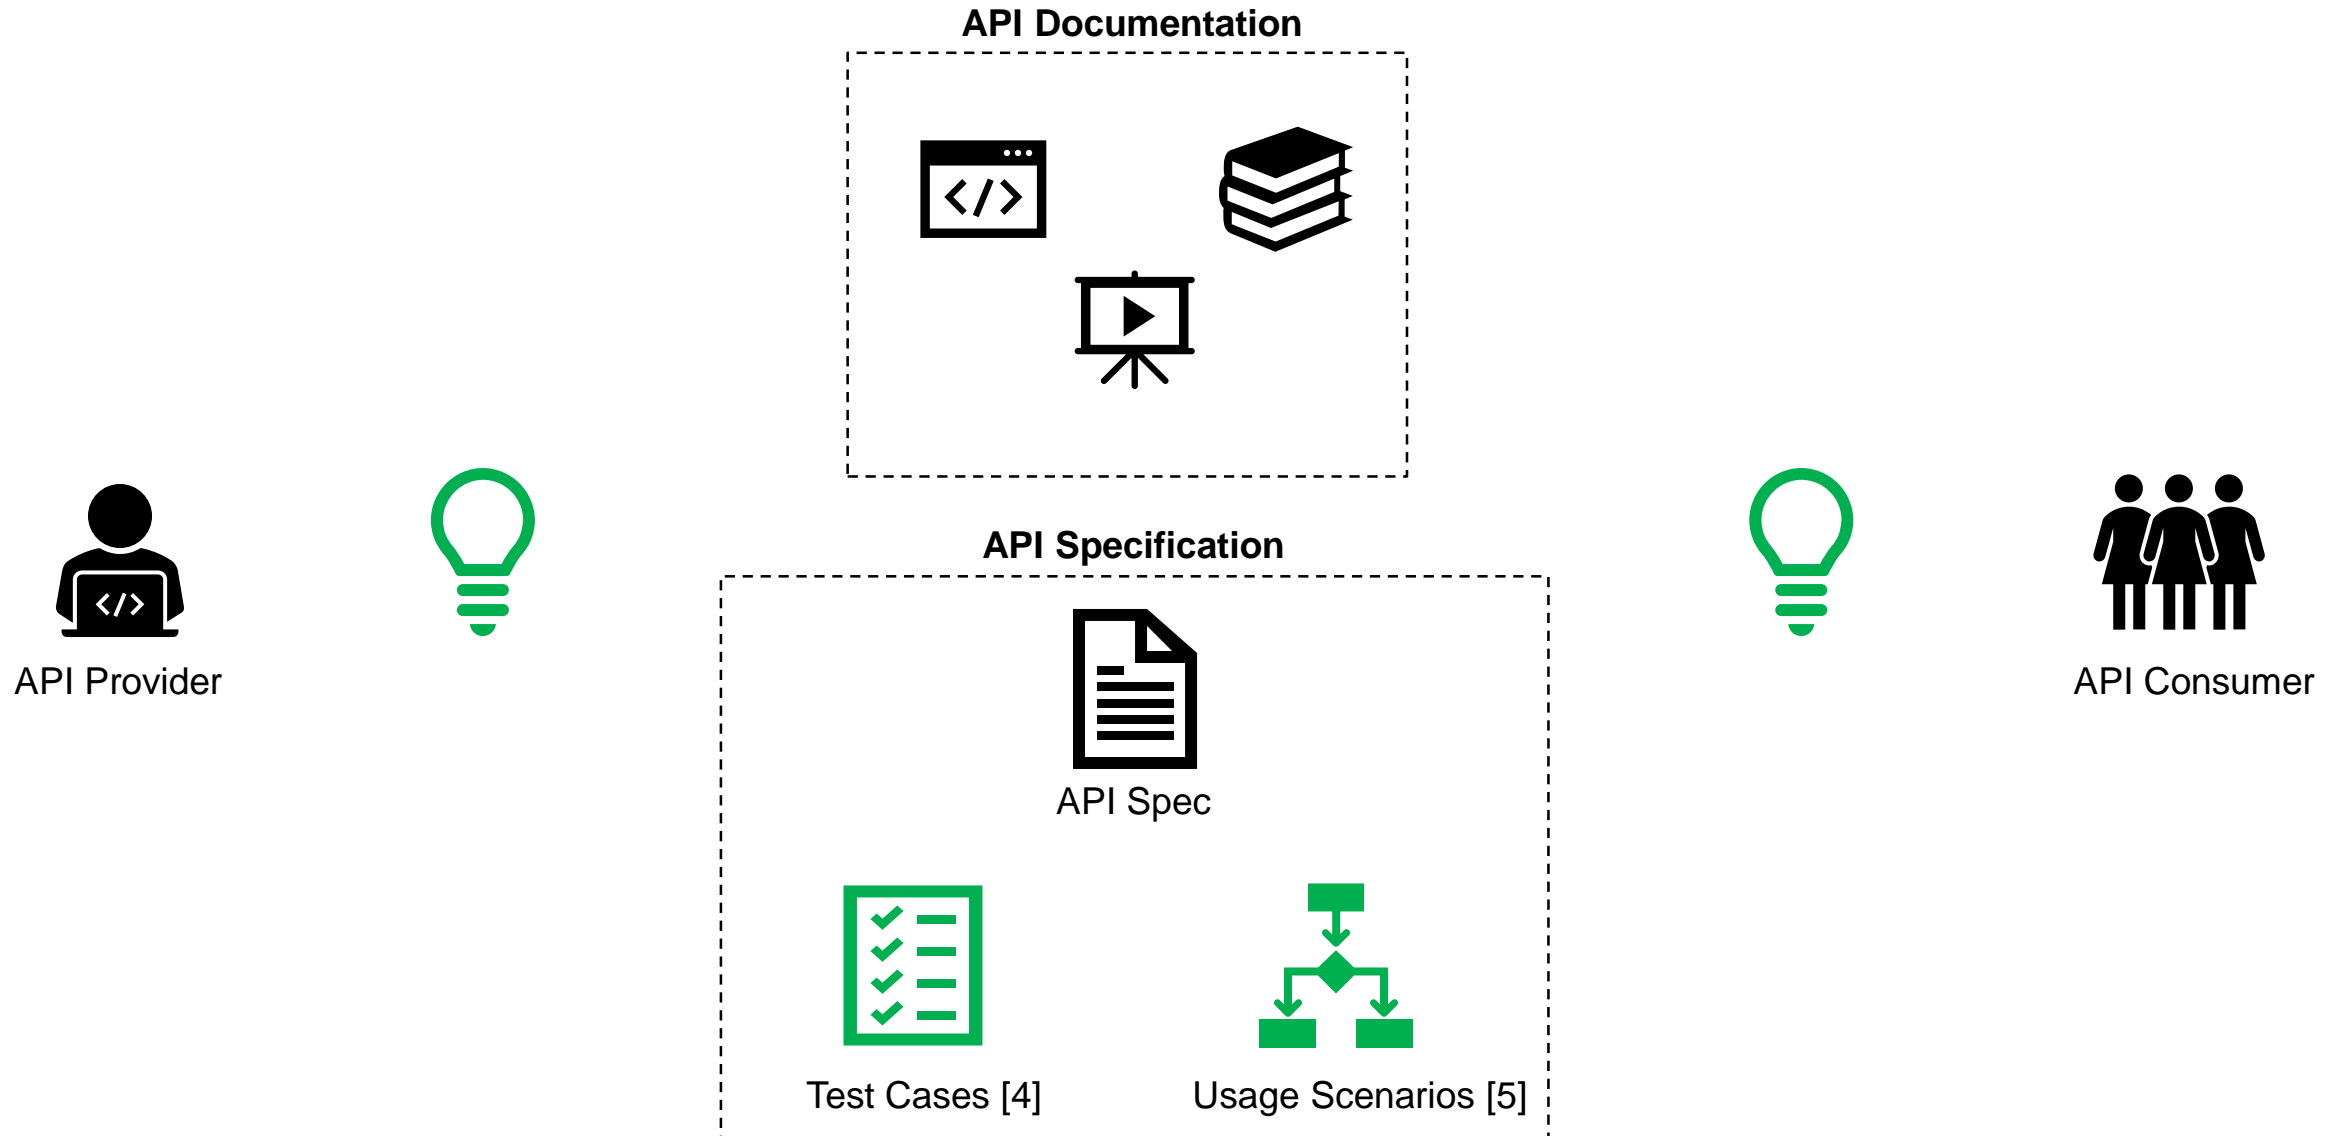 API Documentation
API Specification
API Provider
API Consumer
API Spec
Test Cases [4]
Usage Scenarios [5]